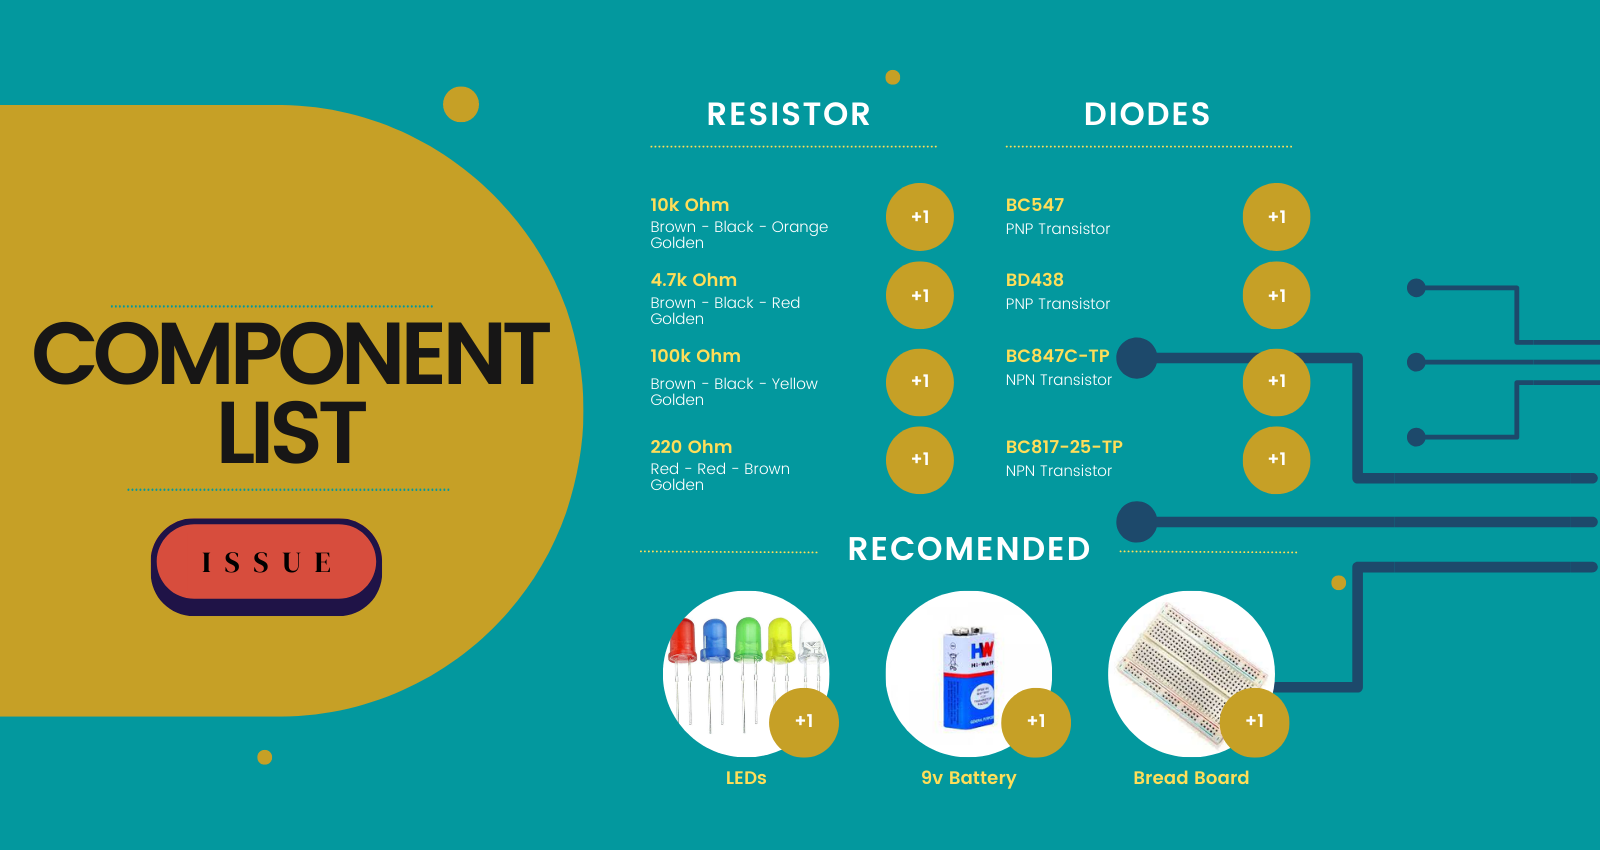 COMPONENT
LIST
ISSUE
RESISTOR
10k Ohm
Brown - Black - Orange
Golden
+1
4.7k Ohm
Brown - Black - Red
Golden
+1
100k Ohm
Brown - Black - Yellow
Golden
+1
220 Ohm
Red - Red - Brown
Golden
+1
DIODES
BC547
PNP Transistor
+1
BD438
PNP Transistor
+1
BC847C-TP
NPN Transistor
+1
BC817-25-TP
NPN Transistor
+1
RECOMENDED
+1
LEDs
HW
Hi-Wa
+1
9v Battery
+1
Bread Board